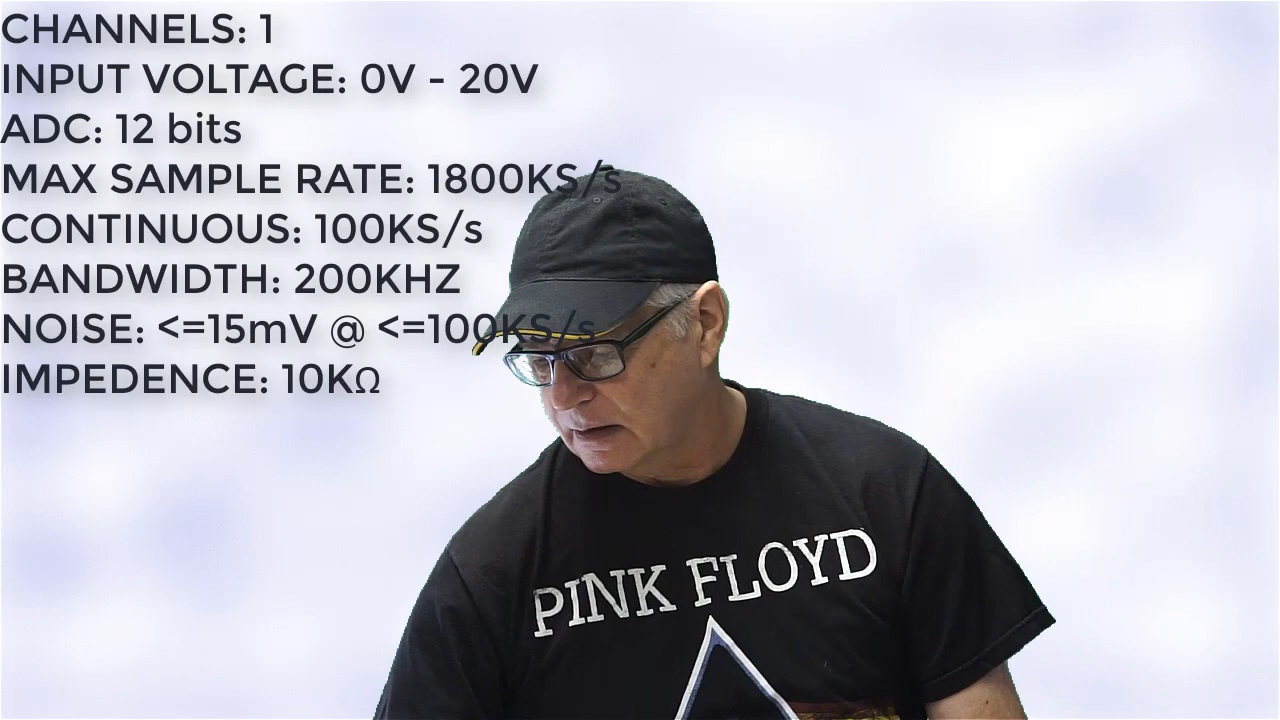 CHANNELS: 1
INPUT VOLTAGE: 0V - 20V
ADC: 12 bits
MAX SAMPLE RATE: 1800KS/s
CONTINUOUS: 100KS/s
BANDWIDTH: 200KHZ
NOISE: <=15mV @ <=100KS/s
IMPEDENCE: 10KΩ
PINK FLOYD